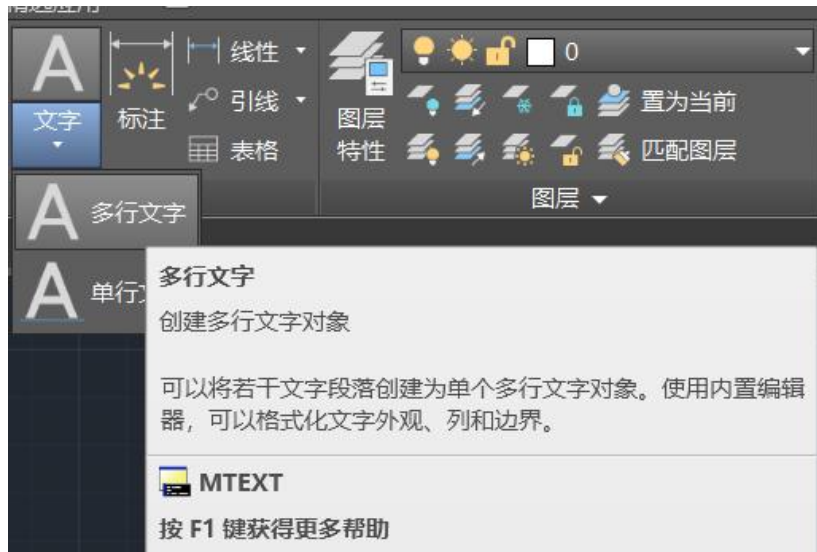 文字
标注
线性
引线
表格
图层
特性
0
置为当前
匹配图层
图层
多行文字
单行
多行文字
创建多行文字对象
可以将若干文字段落创建为单个多行文字对象。使用内置编辑
器，可以格式化文字外观、列和边界。
MTEXT
按 F1 键获得更多帮助